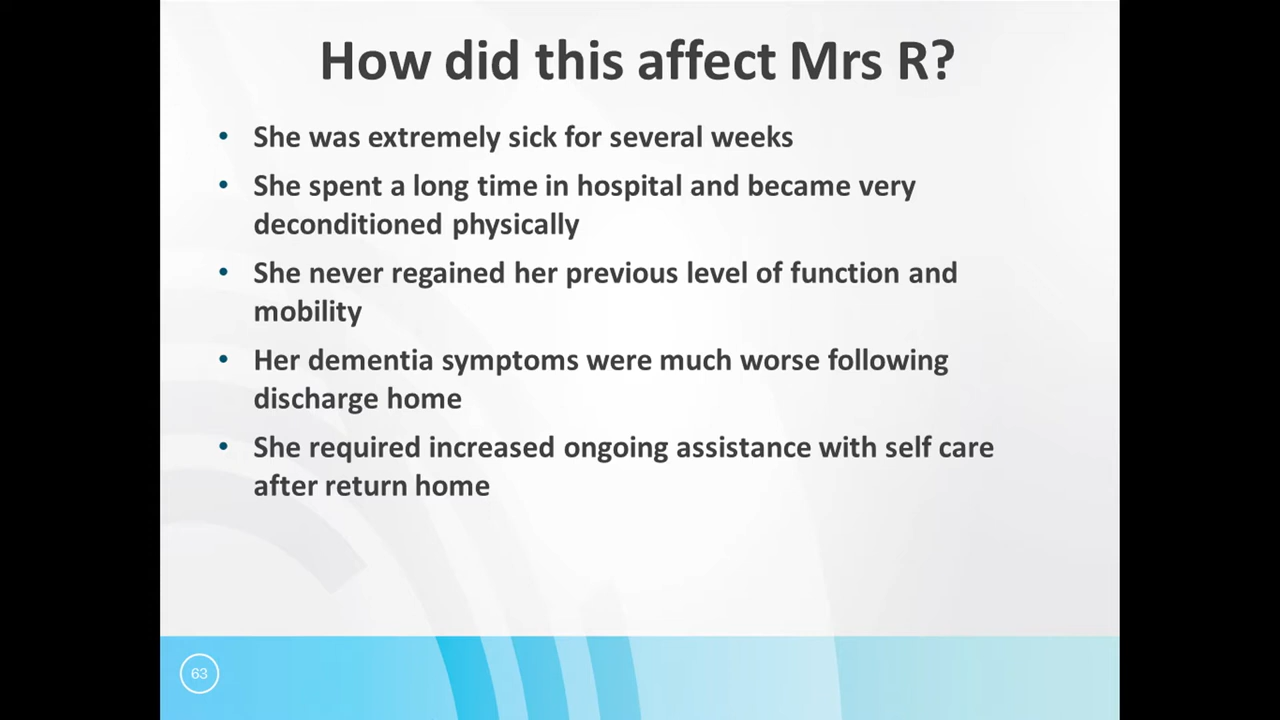 How did this affect Mrs R?
• She was extremely sick for several weeks
• She spent a long time in hospital and became very
deconditioned physically
• She never regained her previous level of function and
mobility
• Her dementia symptoms were much worse following
discharge home
• She required increased ongoing assistance with self care
after return home
63